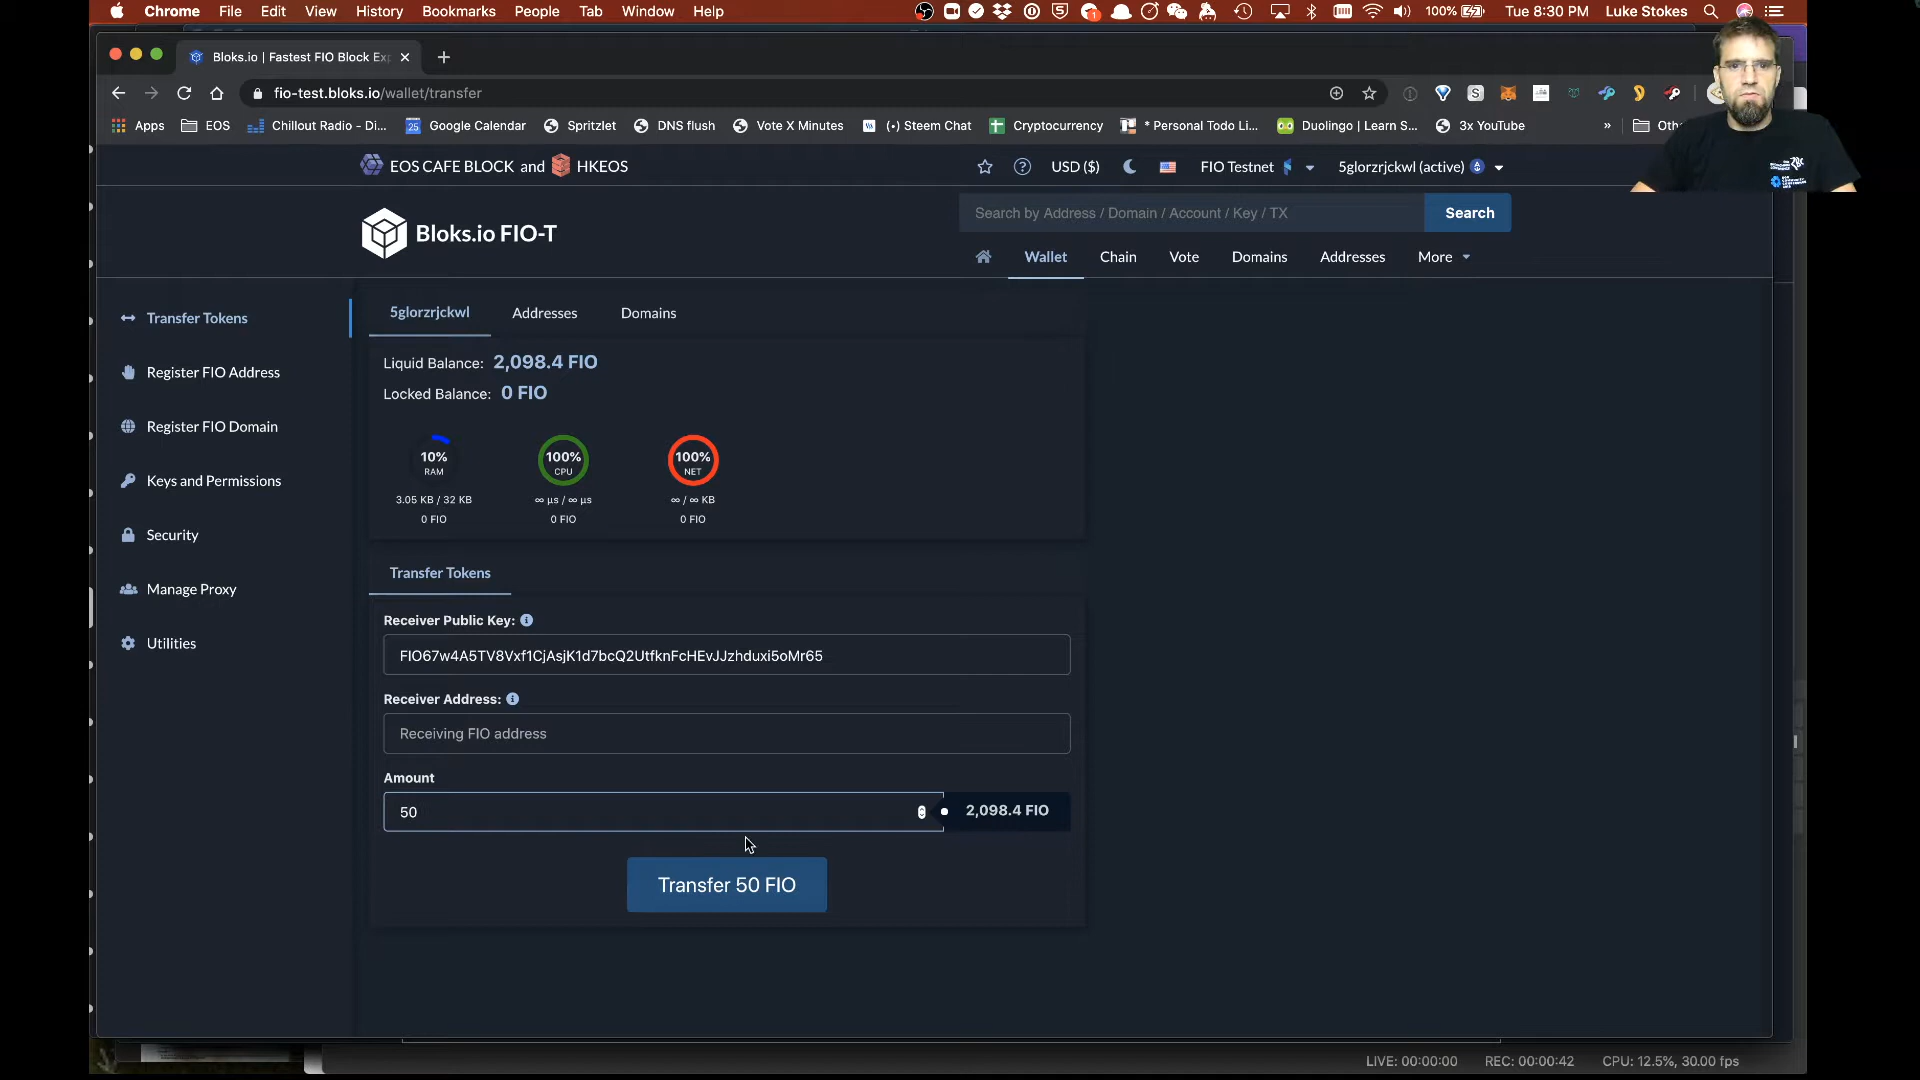 Chrome File Edit View History Bookmarks People Tab Window Help 100% Tue 8:30 PM Luke Stokes
Bloks.io | Fastest FIO Block Exp
fio-test.bloks.io/wallet/transfer
Apps EOS Chillout Radio - Di... Google Calendar Spritzlet DNS flush Vote X Minutes (•) Steem Chat Cryptocurrency * Personal Todo Li... Duolingo | Learn S... 3x YouTube »
EOS CAFE BLOCK and HKEOS USD ($) FIO Testnet 5glorzrjckwl (active)
Bloks.io FIO-T
Search by Address / Domain / Account / Key / TX Search
Wallet Chain Vote Domains Addresses More
Transfer Tokens
Register FIO Address
Register FIO Domain
Keys and Permissions
Security
Manage Proxy
Utilities
5glorzrjckwl Addresses Domains
Liquid Balance: 2,098.4 FIO
Locked Balance: 0 FIO
10% 100% 100%
RAM CPU NET
3.05 KB / 32 KB ∞ µs / ∞ µs ∞ / ∞ KB
0 FIO 0 FIO 0 FIO
Transfer Tokens
Receiver Public Key:
FIO67w4A5TV8Vxf1CjAsjK1d7bcQ2UtfknFcHEvJJzhduxi5oMr65
Receiver Address:
Receiving FIO address
Amount
50 2,098.4 FIO
Transfer 50 FIO
LIVE: 00:00:00 REC: 00:00:42 CPU: 12.5%, 30.00 fps